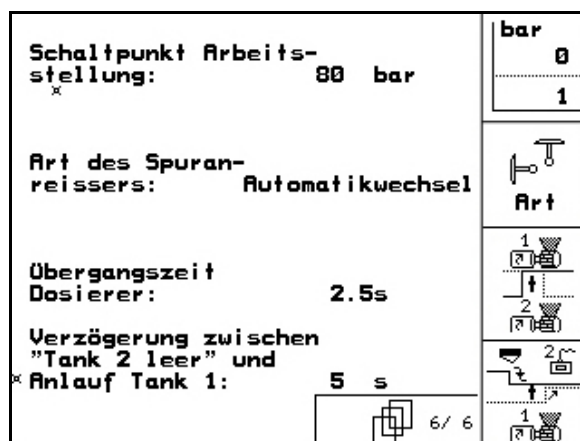 Schaltpunkt Arbeits-
stellung: 80 bar
Art des Spuran-
reissers: Automatikwechsel
Übergangszeit
Dosierer: 2.5s
Verzögerung zwischen
"Tank 2 leer" und
Anlauf Tank 1: 5 s
6/ 6
bar
0
1
Art
1
2
2
1